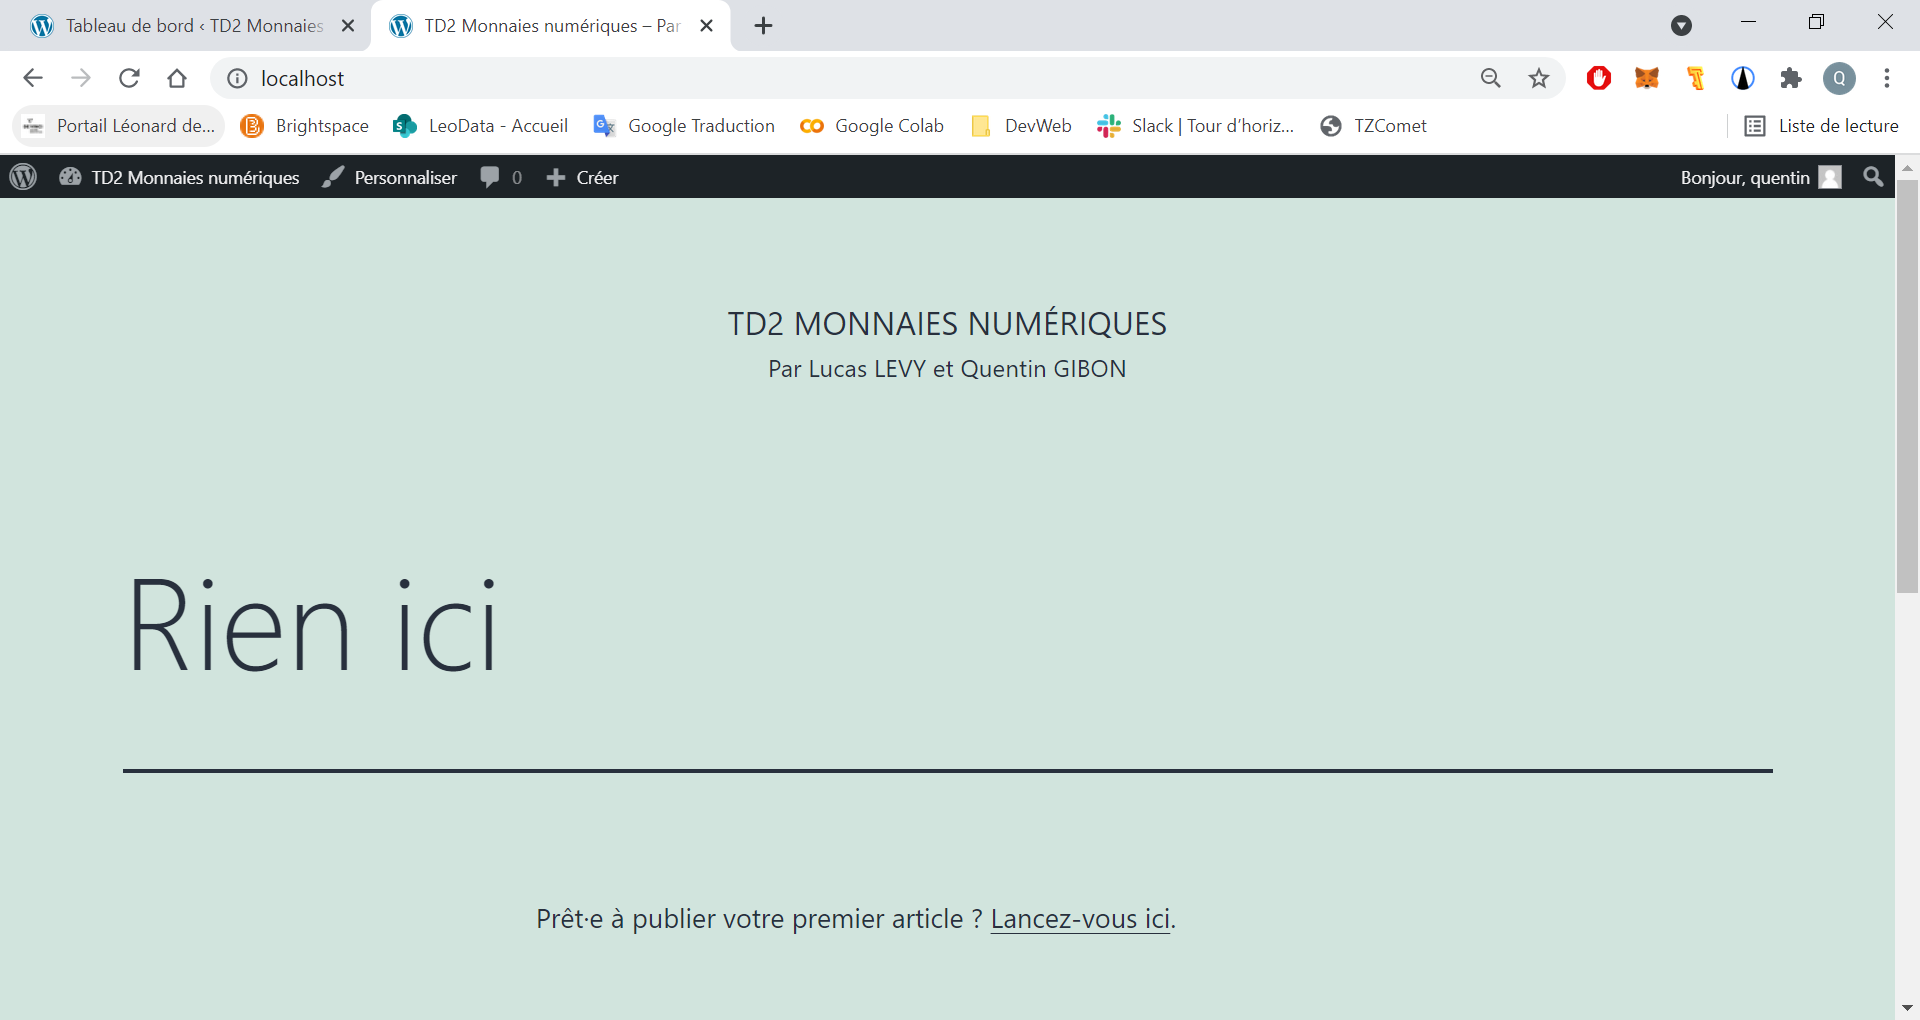 Tableau de bord ‹ TD2 Monnaies
TD2 Monnaies numériques – Par
localhost
Q
Portail Léonard de...
Brightspace
LeoData - Accueil
Google Traduction
Google Colab
DevWeb
Slack | Tour d'horiz...
TZComet
Liste de lecture
TD2 Monnaies numériques
Personnaliser
0
Créer
Bonjour, quentin
TD2 MONNAIES NUMÉRIQUES
Par Lucas LEVY et Quentin GIBON
Rien ici
Prêt·e à publier votre premier article ? Lancez-vous ici.